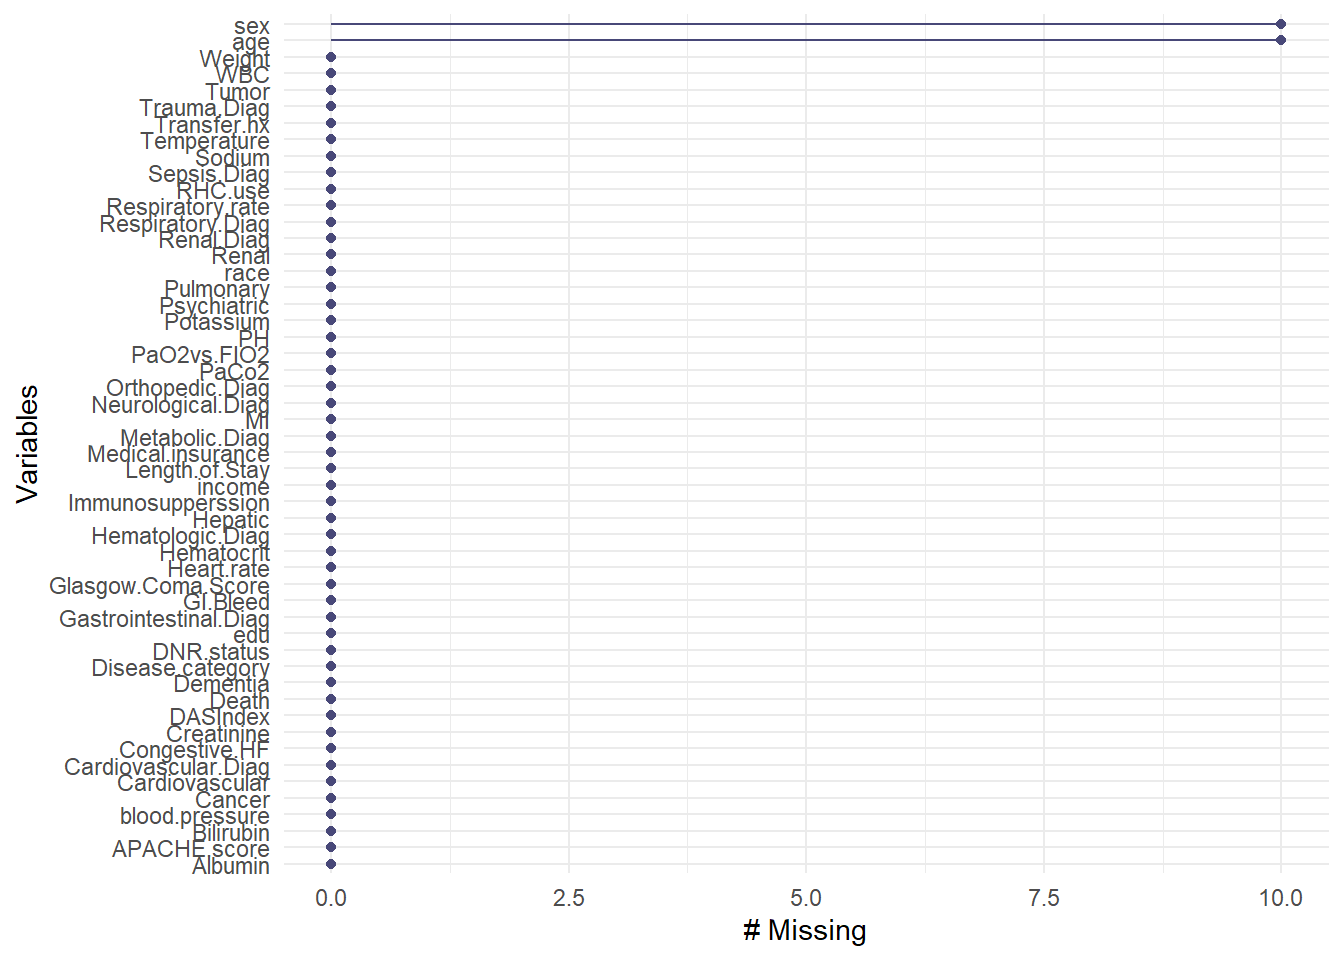 sex
age
Weight
WBC
Tumor
Trauma.Diag
Transfer.hx
Temperature
Sodium
Sepsis.Diag
RHC.use
Respiratory.rate
Respiratory.Diag
Renal.Diag
Renal
race
Pulmonary
Psychiatric
Potassium
PH
PaO2vs.FIO2
PaCo2
Orthopedic.Diag
Neurological.Diag
MI
Metabolic.Diag
Medical.insurance
Length.of.Stay
income
Immunosupperssion
Hepatic
Hematologic.Diag
Hematocrit
Heart.rate
Glasgow.Coma.Score
GI.Bleed
Gastrointestinal.Diag
edu
DNR.status
Disease.category
Dementia
Death
DASIndex
Creatinine
Congestive.HF
Cardiovascular.Diag
Cardiovascular
Cancer
blood.pressure
Bilirubin
APACHE.score
Albumin
Variables
0.0 2.5 5.0 7.5 10.0
# Missing